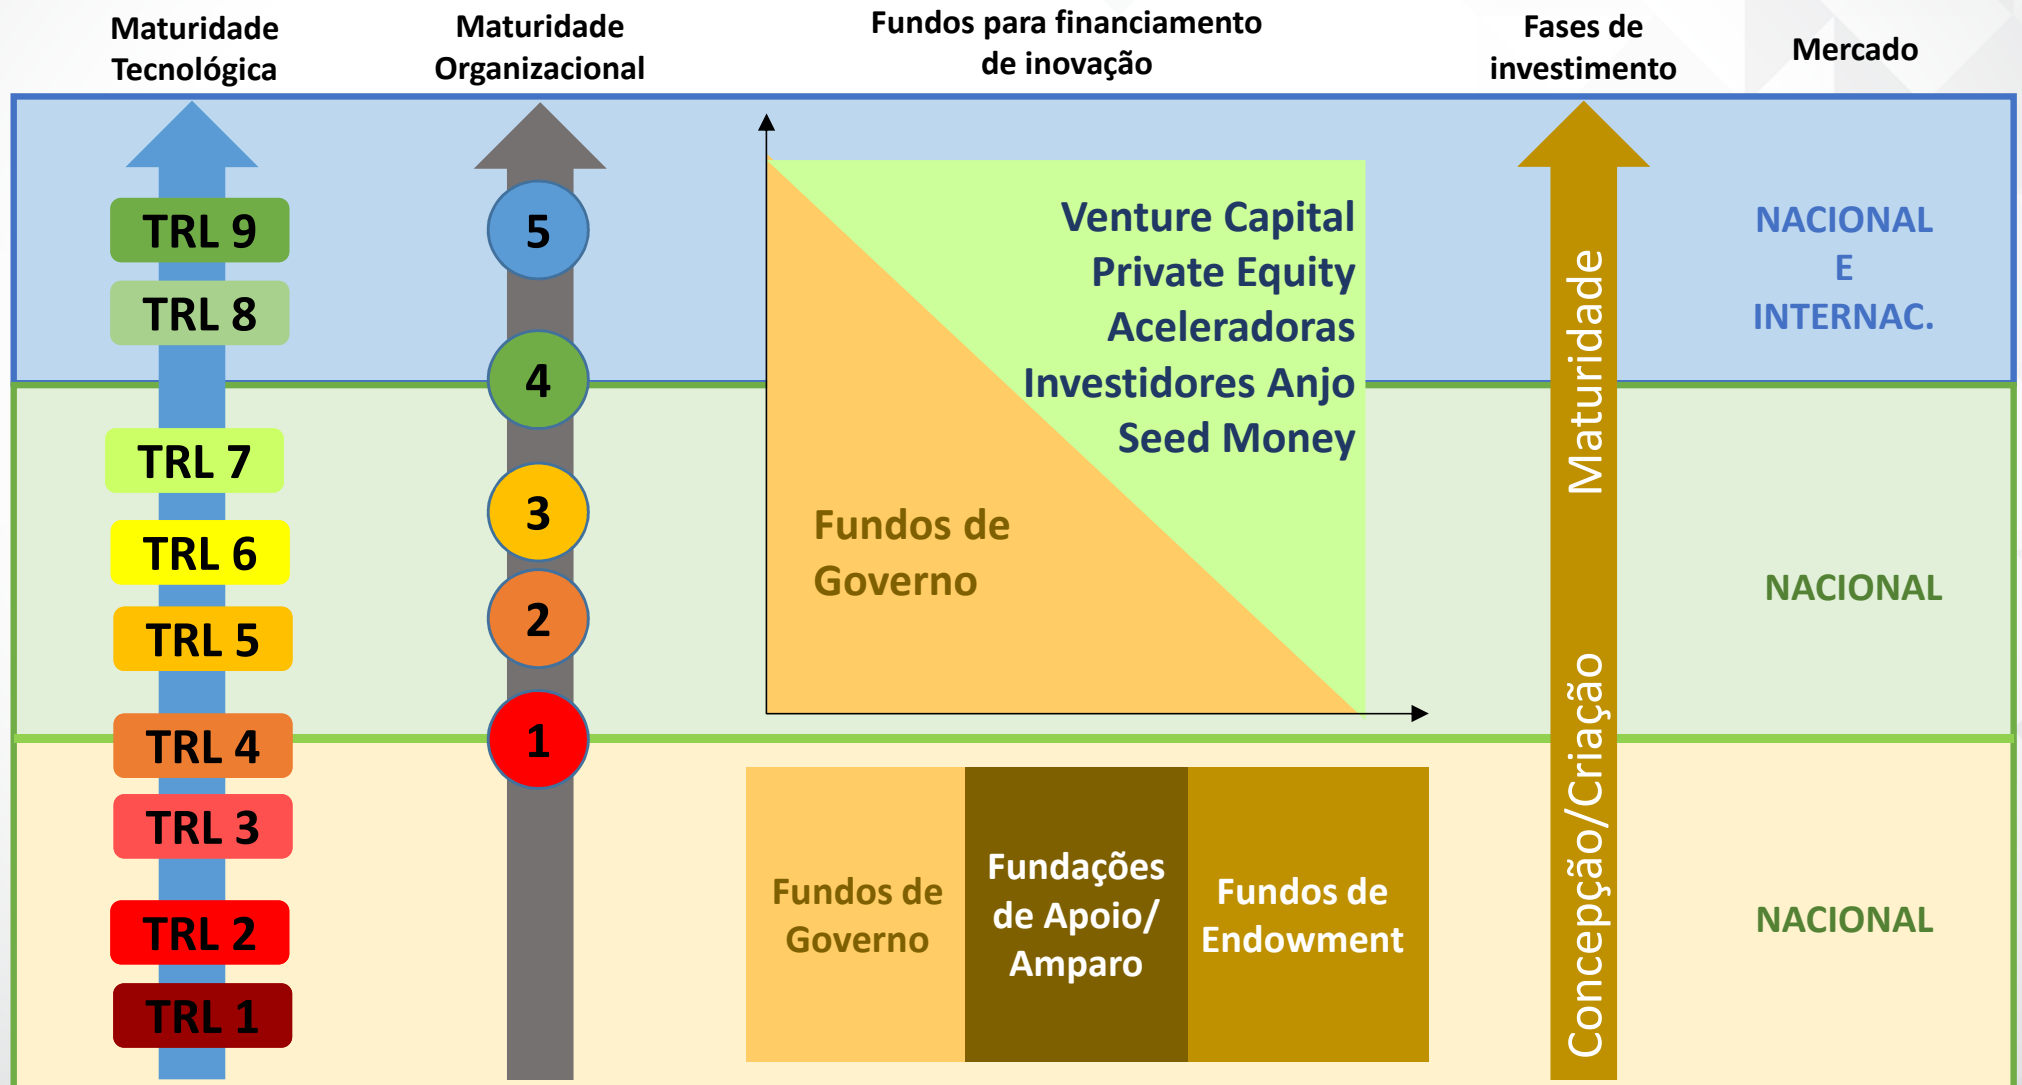 Maturidade
Tecnológica
Maturidade
Organizacional
Fundos para financiamento
de inovação
Fases de
investimento
Mercado
TRL 9
TRL 8
TRL 7
TRL 6
TRL 5
TRL 4
TRL 3
TRL 2
TRL 1
5
4
3
2
1
Venture Capital
Private Equity
Aceleradoras
Investidores Anjo
Seed Money
Fundos de
Governo
Fundos de
Governo
Fundações
de Apoio/
Amparo
Fundos de
Endowment
Concepção/Criação
Maturidade
NACIONAL
E
INTERNAC.
NACIONAL
NACIONAL